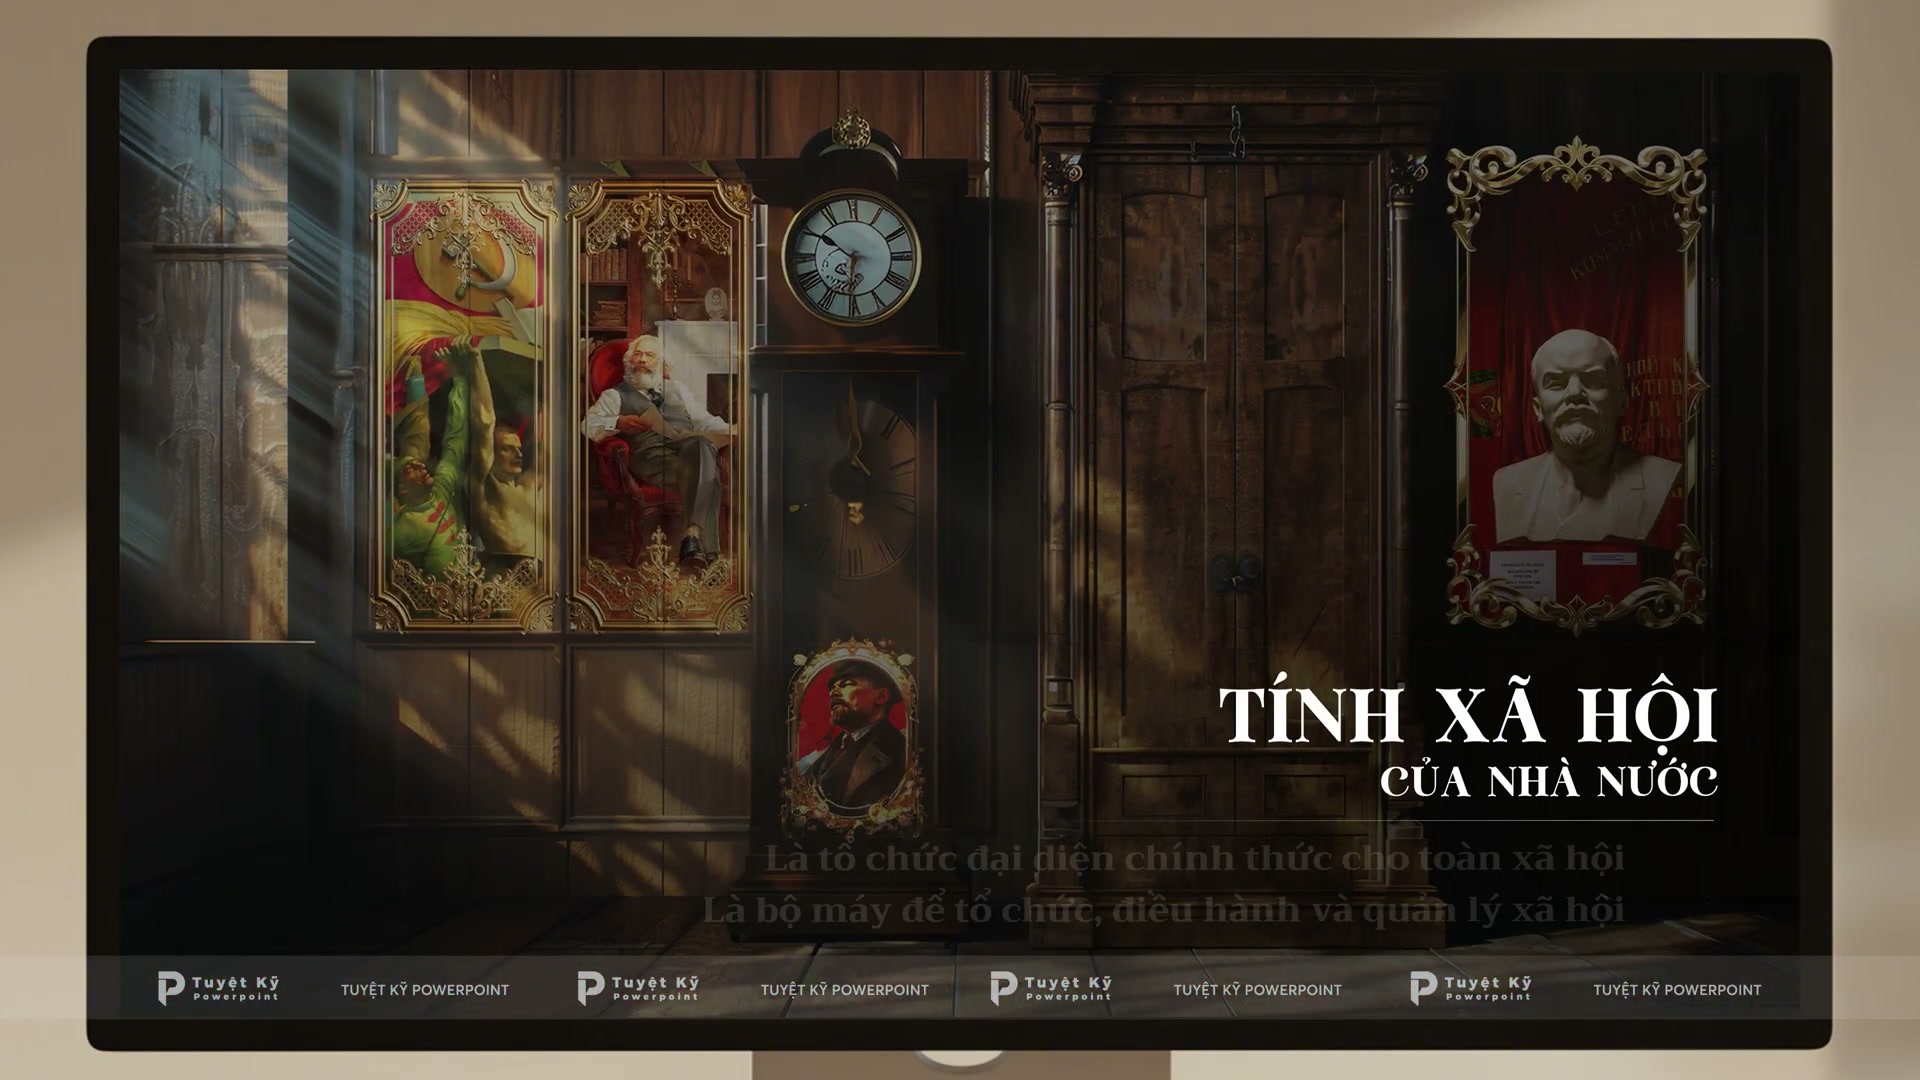 TÍNH XÃ HỘI
CỦA NHÀ NƯỚC
Là tổ chức đại diện chính thức cho toàn xã hội
Là bộ máy để tổ chức, điều hành và quản lý xã hội
Tuyệt Kỹ
Powerpoint
TUYỆT KỸ POWERPOINT
Tuyệt Kỹ
Powerpoint
TUYỆT KỸ POWERPOINT
Tuyệt Kỹ
Powerpoint
TUYỆT KỸ POWERPOINT
Tuyệt Kỹ
Powerpoint
TUYỆT KỸ POWERPOINT